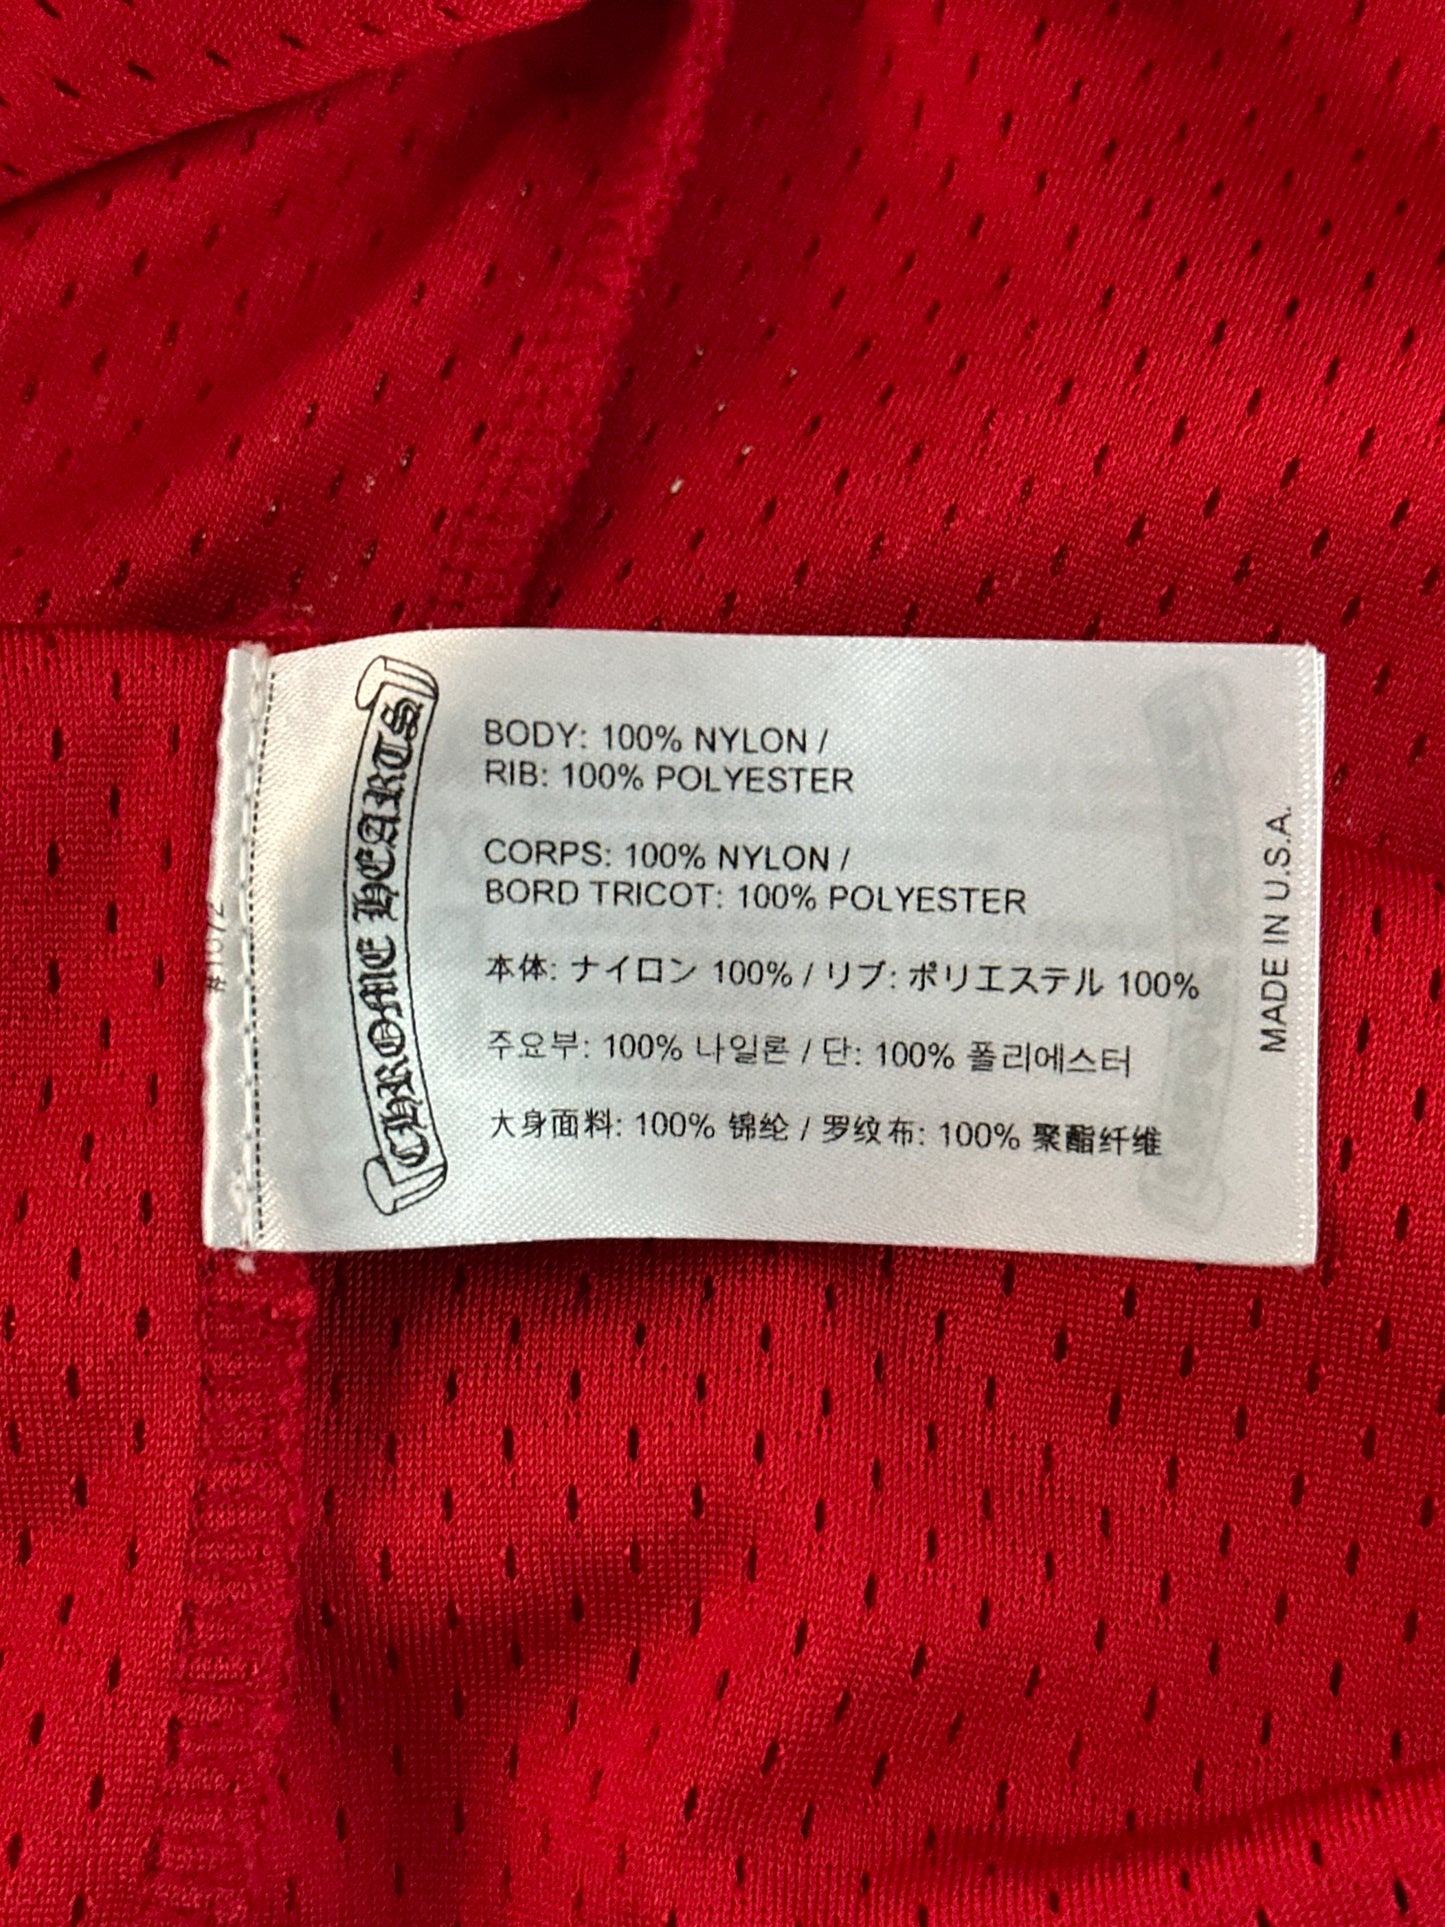 CHROME HEARTS
BODY: 100% NYLON /
RIB: 100% POLYESTER
CORPS: 100% NYLON /
BORD TRICOT: 100% POLYESTER
本体: ナイロン 100% / リブ: ポリエステル 100%
주요부: 100% 나일론 / 단: 100% 폴리에스터
大身面料: 100% 锦纶 / 罗纹布: 100% 聚酯纤维
MADE IN U.S.A.